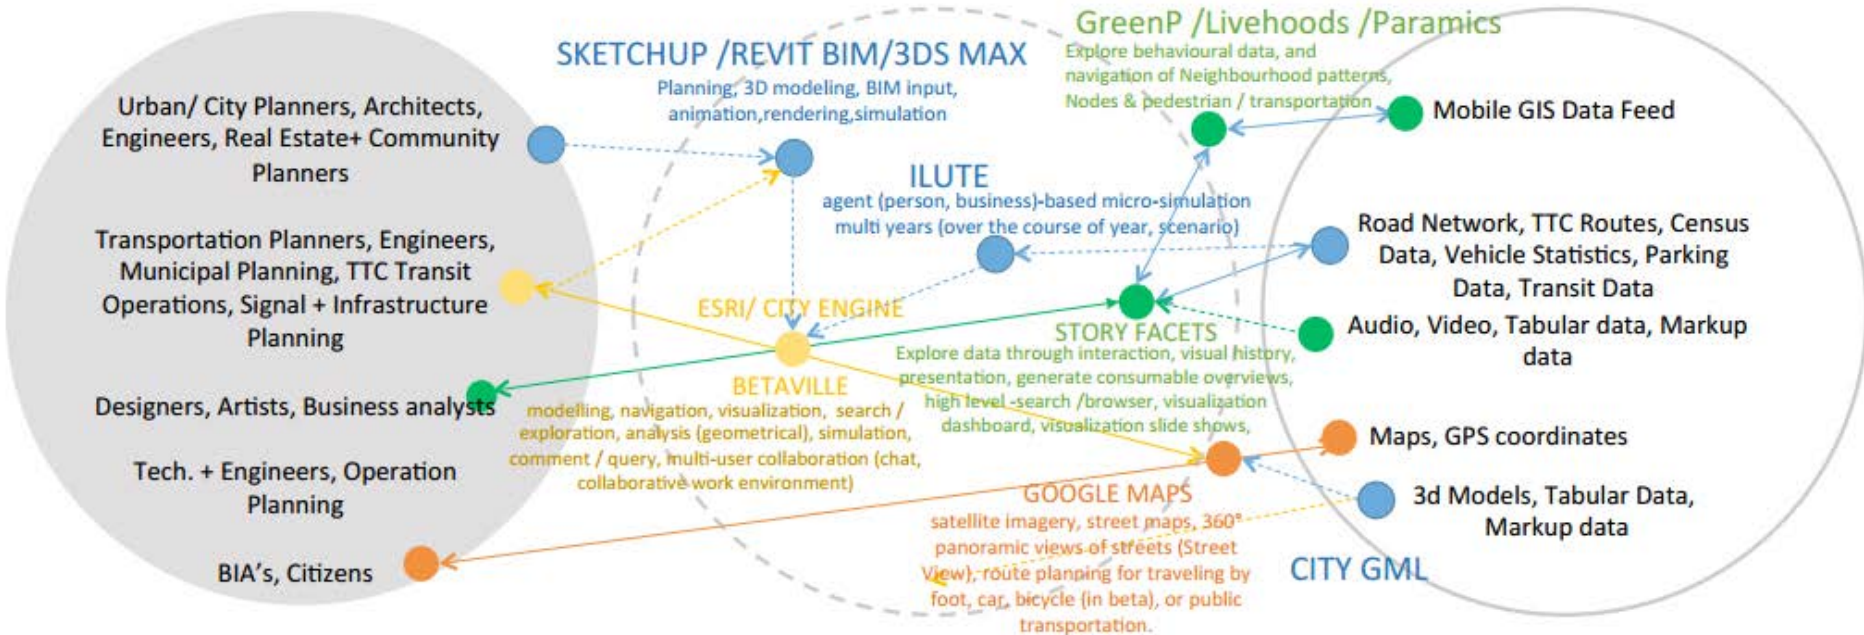 Urban/ City Planners, Architects,
Engineers, Real Estate+ Community
Planners
Transportation Planners, Engineers,
Municipal Planning, TTC Transit
Operations, Signal + Infrastructure
Planning
Designers, Artists, Business analysts
Tech. + Engineers, Operation
Planning
BIA's, Citizens
SKETCHUP /REVIT BIM/3DS MAX
Planning, 3D modeling, BIM input,
animation,rendering,simulation
ILUTE
agent (person, business)-based micro-simulation
multi years (over the course of year, scenario)
ESRI/ CITY ENGINE
BETAVILLE
modelling, navigation, visualization, search /
exploration, analysis (geometrical), simulation,
comment / query, multi-user collaboration (chat,
collaborative work environment)
GreenP /Livehoods /Paramics
Explore behavioural data, and
navigation of Neighbourhood patterns,
Nodes & pedestrian / transportation
STORY FACETS
Explore data through interaction, visual history,
presentation, generate consumable overviews,
high level -search /browser, visualization
dashboard, visualization slide shows,
GOOGLE MAPS
satellite imagery, street maps, 360°
panoramic views of streets (Street
View), route planning for traveling by
foot, car, bicycle (in beta), or public
transportation.
Mobile GIS Data Feed
Road Network, TTC Routes, Census
Data, Vehicle Statistics, Parking
Data, Transit Data
Audio, Video, Tabular data, Markup
data
Maps, GPS coordinates
3d Models, Tabular Data,
Markup data
CITY GML